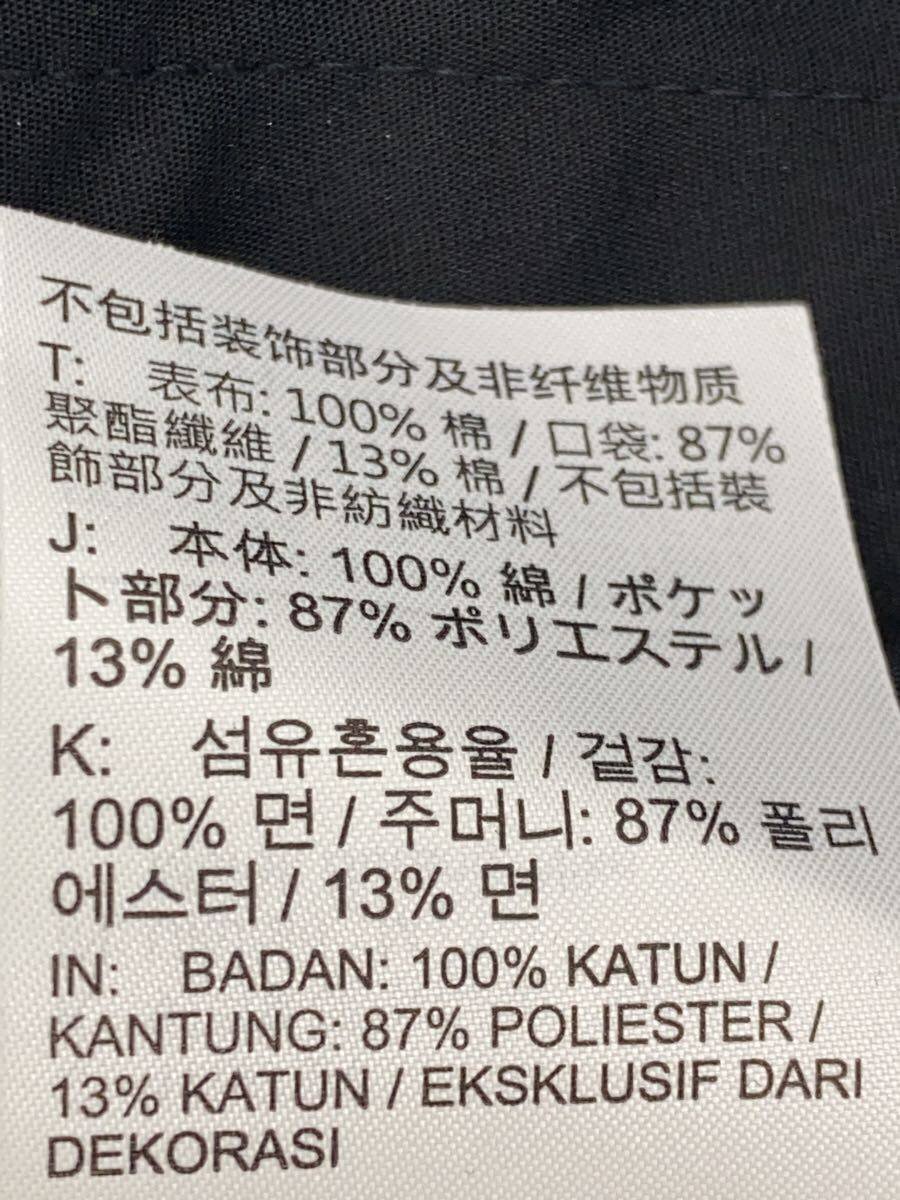 不包括装饰部分及非纤维物质
T: 表布: 100% 棉 / 口袋: 87%
聚酯纖維 / 13% 棉 / 不包括裝
飾部分及非紡織材料
J: 本体: 100% 綿 / ポケッ
ト部分: 87% ポリエステル /
13% 綿
K: 섬유혼용율 / 겉감:
100% 면 / 주머니: 87% 폴리
에스터 / 13% 면
IN: BADAN: 100% KATUN /
KANTUNG: 87% POLIESTER /
13% KATUN / EKSKLUSIF DARI
DEKORASI